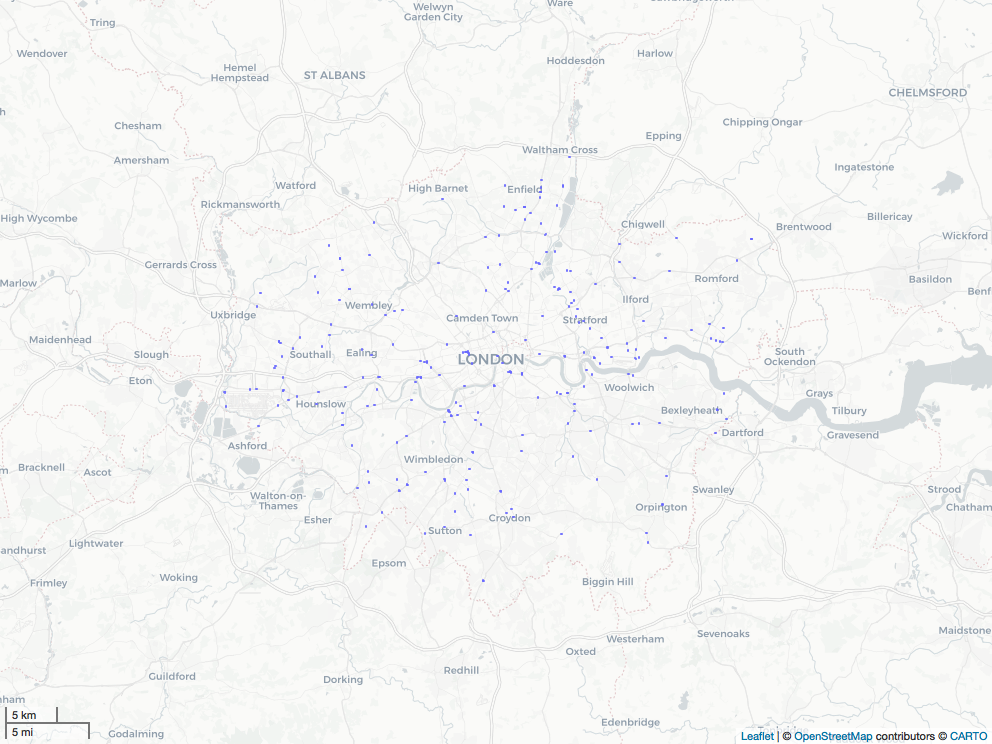 Tring
Welwyn
Garden City
Ware
Wendover
Hemel
Hempstead
ST ALBANS
Hoddesdon
Harlow
CHELMSFORD
Chesham
Chipping Ongar
Epping
Amersham
Waltham Cross
Ingatestone
Watford
High Barnet
Enfield
Rickmansworth
High Wycombe
Chigwell
Brentwood
Billericay
Wickford
Gerrards Cross
Romford
Basildon
Marlow
Benf
Uxbridge
Wembley
Ilford
Camden Town
Stratford
Maidenhead
Slough
Southall
Ealing
LONDON
South
Ockendon
Eton
Woolwich
Grays
Hounslow
Bexleyheath
Tilbury
Dartford
Gravesend
Ashford
Wimbledon
Bracknell
Ascot
Swanley
Strood
Walton-on-
Thames
Esher
Croydon
Orpington
Chatham
Sutton
Lightwater
andhurst
Epsom
Woking
Frimley
Biggin Hill
Maidstone
Westerham
Sevenoaks
Oxted
Redhill
Guildford
Dorking
nham
Edenbridge
Godalming
5 km
5 mi
Leaflet | © OpenStreetMap contributors © CARTO